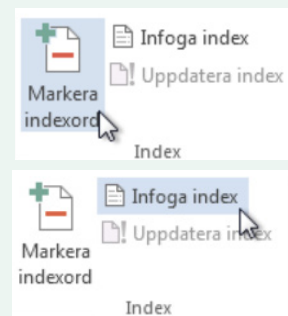 Infoga index
Uppdatera index
Markera
indexord
Index
Infoga index
Uppdatera index
Markera
indexord
Index